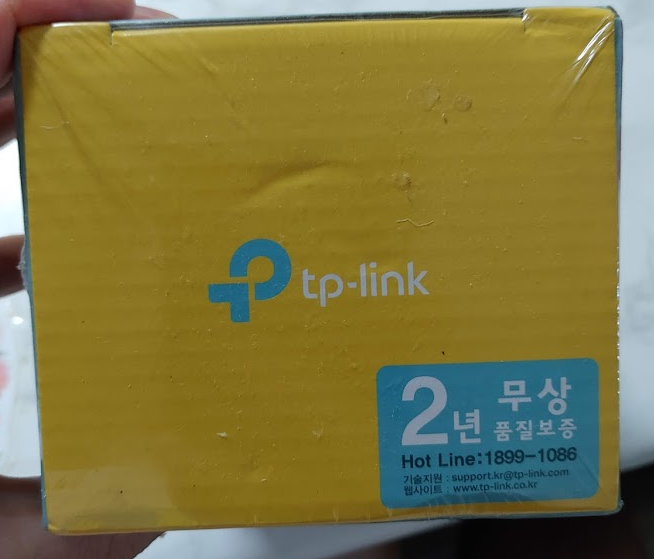 tp-link
2년 무상
품질보증
Hot Line:1899-1086
기술지원 : support.kr@tp-link.com
웹사이트 : www.tp-link.co.kr